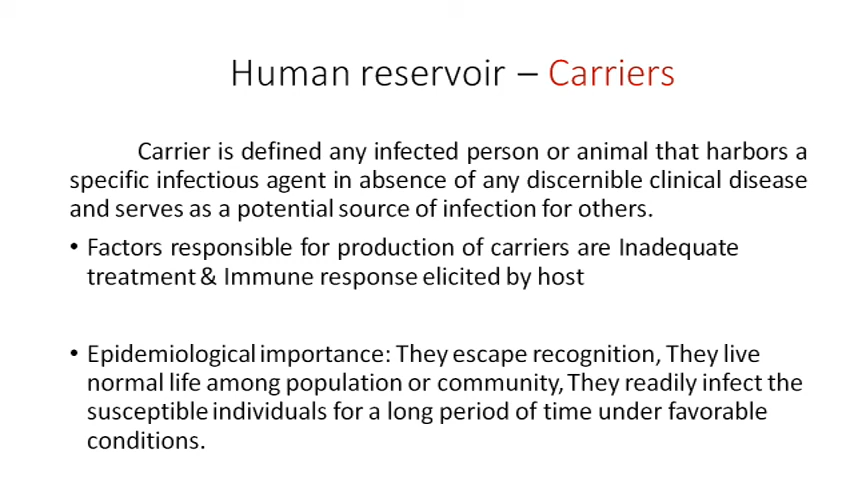 Human reservoir – Carriers
Carrier is defined any infected person or animal that harbors a
specific infectious agent in absence of any discernible clinical disease
and serves as a potential source of infection for others.
• Factors responsible for production of carriers are Inadequate
treatment & Immune response elicited by host
• Epidemiological importance: They escape recognition, They live
normal life among population or community, They readily infect the
susceptible individuals for a long period of time under favorable
conditions.